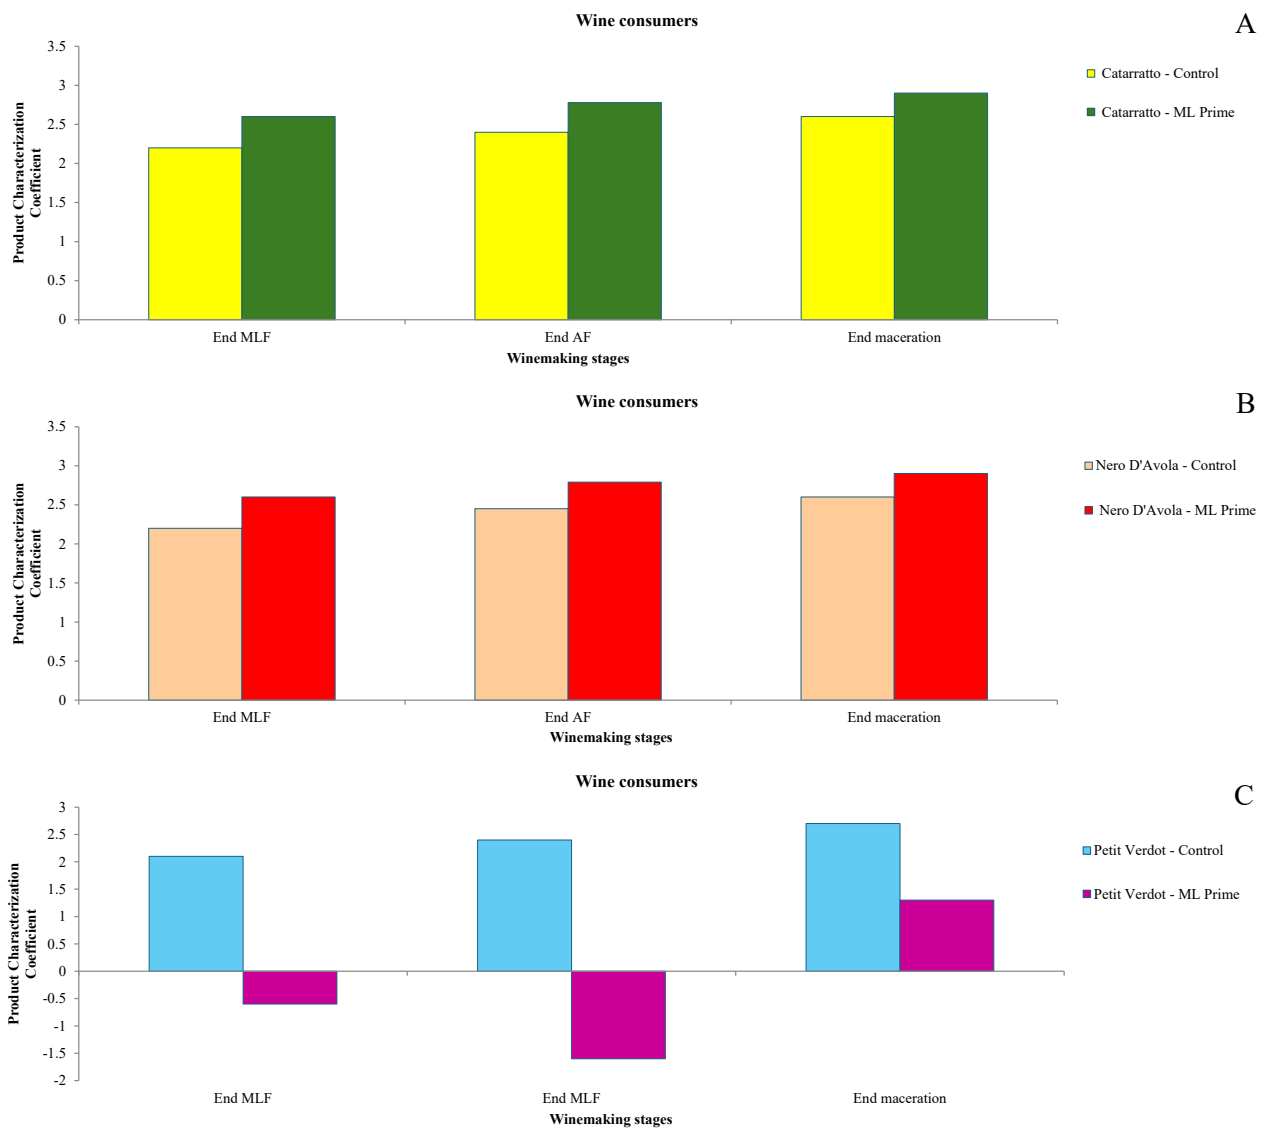 Wine consumers
A
3.5
3
2.5
2
1.5
1
0.5
0
Product Characterization
Coefficient
End MLF
End AF
End maceration
Winemaking stages
Catarratto - Control
Catarratto - ML Prime
Wine consumers
B
3.5
3
2.5
2
1.5
1
0.5
0
Product Characterization
Coefficient
End MLF
End AF
End maceration
Winemaking stages
Nero D'Avola - Control
Nero D'Avola - ML Prime
Wine consumers
C
3
2.5
2
1.5
1
0.5
0
-0.5
-1
-1.5
-2
Product Characterization
Coefficient
End MLF
End MLF
End maceration
Winemaking stages
Petit Verdot - Control
Petit Verdot - ML Prime